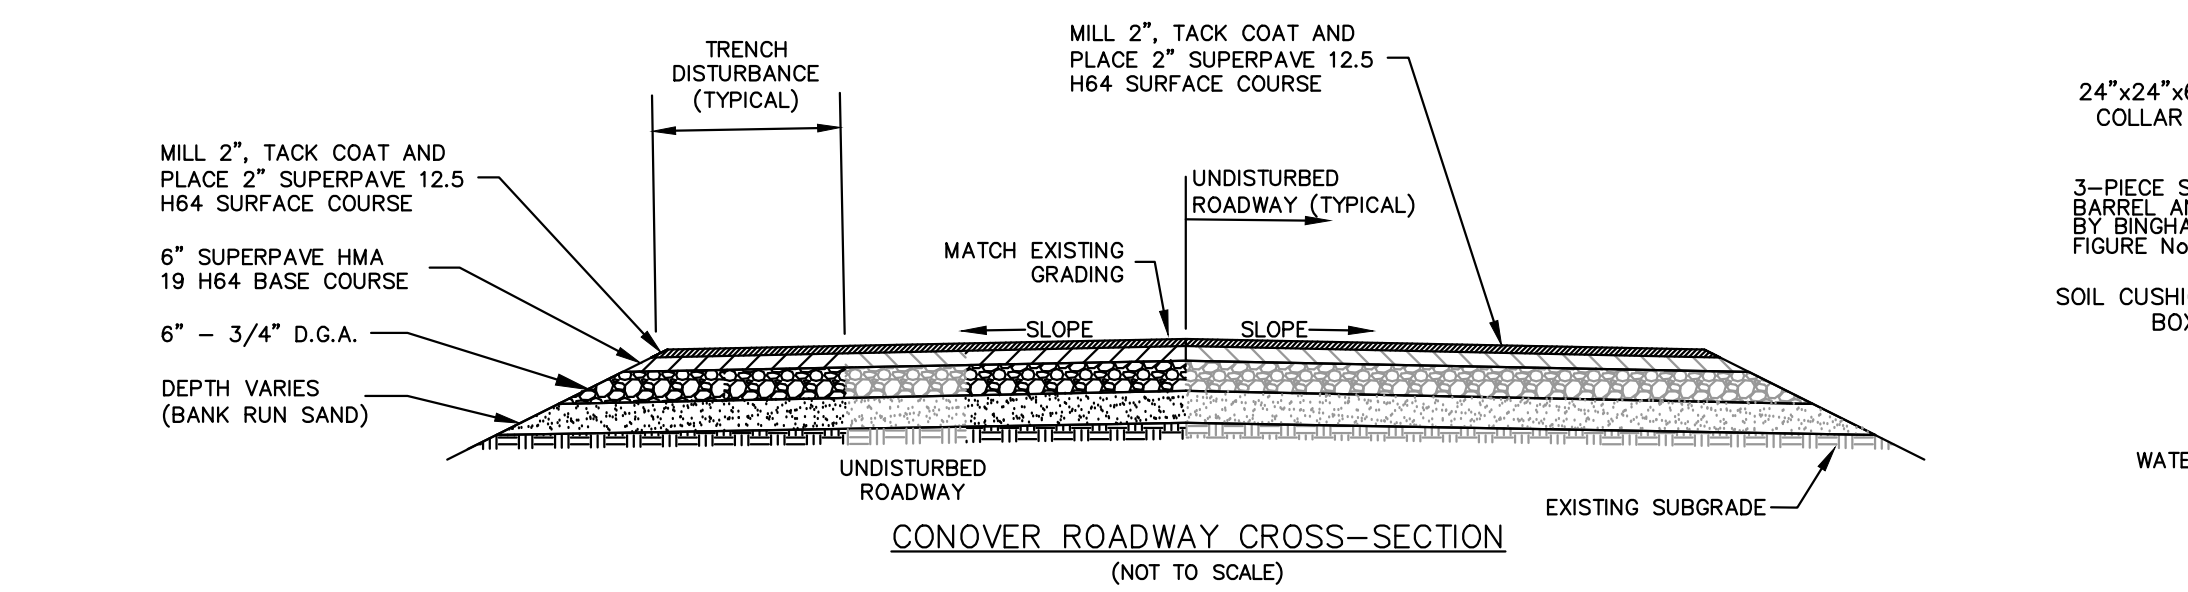 TRENCH
DISTURBANCE
(TYPICAL)
MILL 2", TACK COAT AND
PLACE 2" SUPERPAVE 12.5
H64 SURFACE COURSE
MILL 2", TACK COAT AND
PLACE 2" SUPERPAVE 12.5
H64 SURFACE COURSE
6" SUPERPAVE HMA
19 H64 BASE COURSE
6" – 3/4" D.G.A.
DEPTH VARIES
(BANK RUN SAND)
UNDISTURBED
ROADWAY (TYPICAL)
MATCH EXISTING
GRADING
SLOPE
SLOPE
UNDISTURBED
ROADWAY
EXISTING SUBGRADE
CONOVER ROADWAY CROSS–SECTION
(NOT TO SCALE)
24"x24"x
COLLAR
3–PIECE
BARREL
BY
FIGURE
SOIL